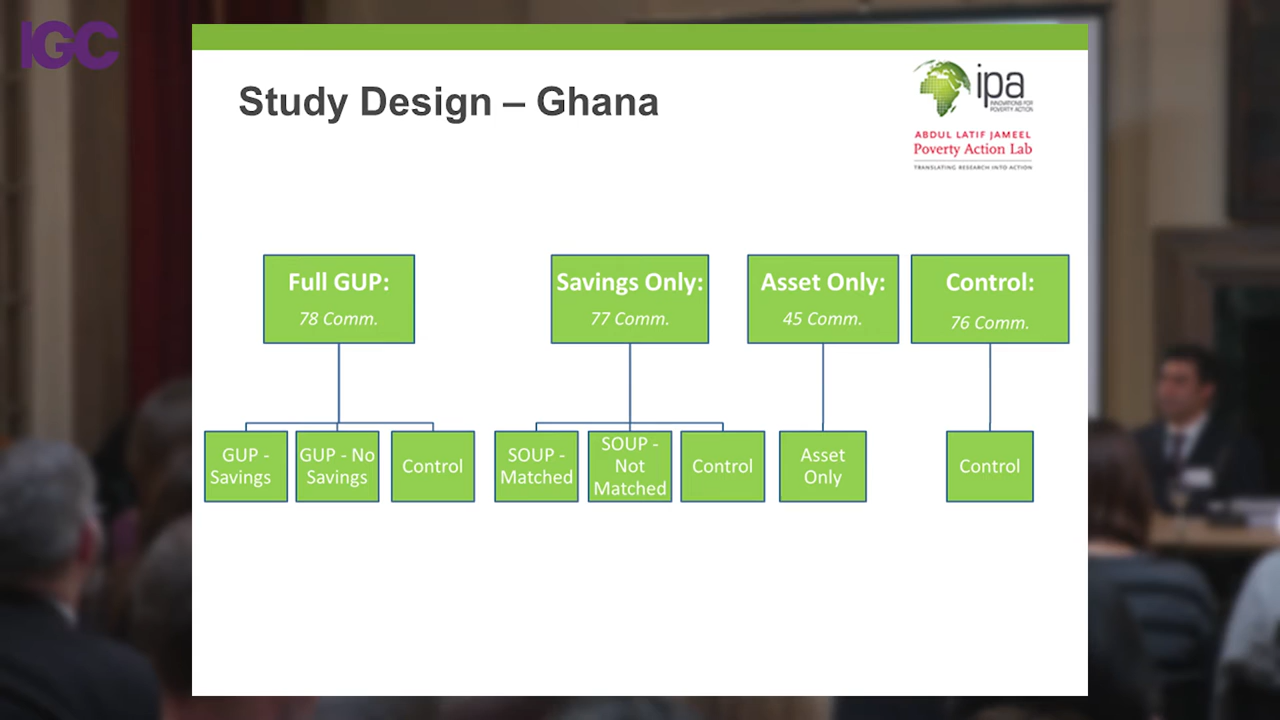 IGC
Study Design – Ghana
ipa
INNOVATIONS FOR
POVERTY ACTION
ABDUL LATIF JAMEEL
Poverty Action Lab
TRANSLATING RESEARCH INTO ACTION
Full GUP:
78 Comm.
Savings Only:
77 Comm.
Asset Only:
45 Comm.
Control:
76 Comm.
GUP -
Savings
GUP - No
Savings
Control
SOUP -
Matched
SOUP -
Not
Matched
Control
Asset
Only
Control